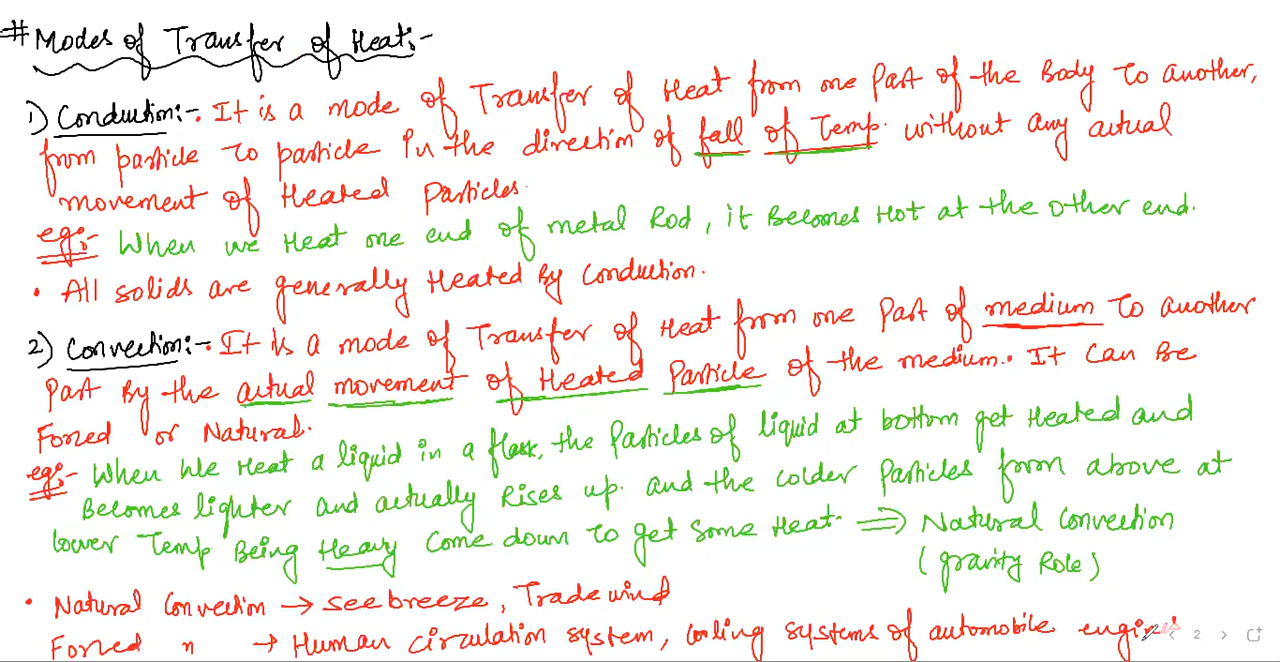 # Modes of Transfer of Heat:-
1) Conduction:-. It is a mode of Transfer of Heat from one Part of the Body To another,
from particle To particle in the direction of fall of Temp. without any actual
movement of Heated Particles.
eg:- When we Heat one end of metal Rod, it Becomes Hot at the other end.
• All solids are generally Heated By Conduction.
2) Convection:-. It is a mode of Transfer of Heat from one Part of medium To another
Part By the actual movement of Heated Particle of the medium. It can Be
Forced or Natural.
eg:- When We Heat a liquid in a flask, the Particles of liquid at bottom get Heated and
Becomes lighter and actually Rises up. and the colder Particles from above at
lower Temp Being Heavy Come down To get some Heat. ⇒ Natural Convection
(gravity Role)
• Natural Convection → see breeze, Trade wind
Forced " → Human circulation system, Cooling systems of automobile engine
2